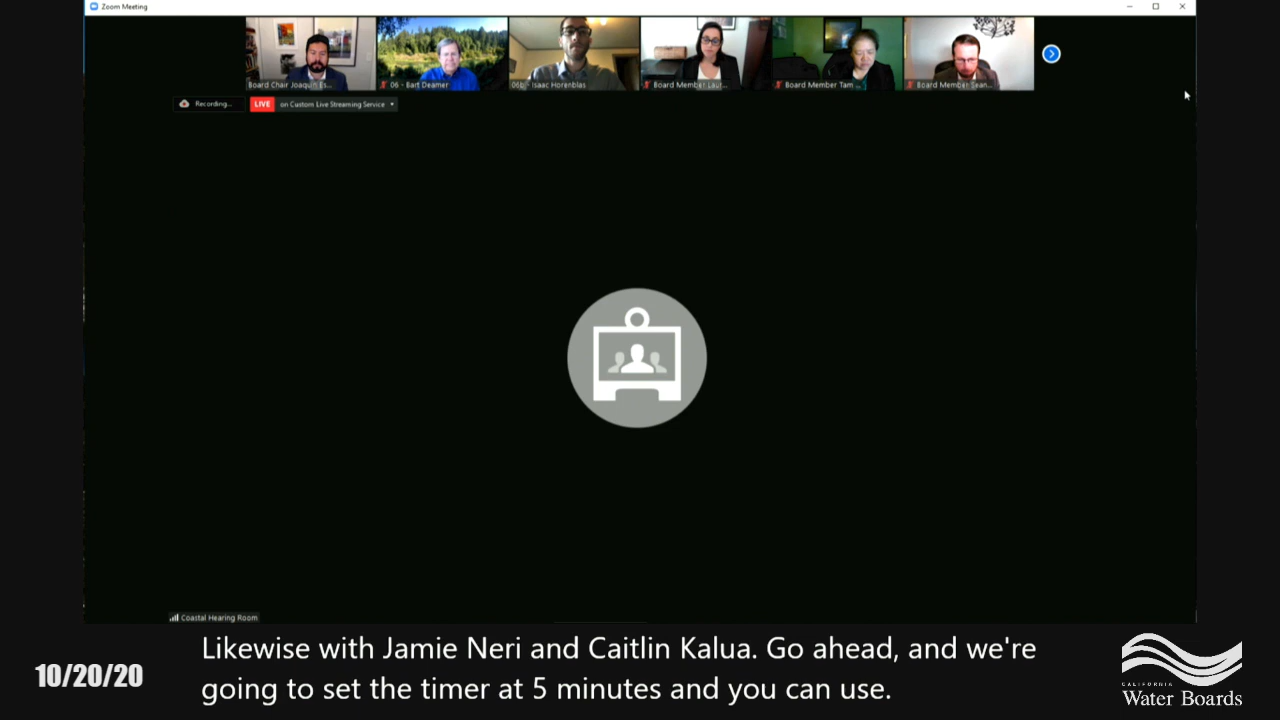 Zoom Meeting
Board Chair Joaquin Es...
06 - Bart Deamer
06b - Isaac Horenblas
Board Member Laur...
Board Member Tam ...
Board Member Sean...
Recording...
LIVE on Custom Live Streaming Service
Coastal Hearing Room
Likewise with Jamie Neri and Caitlin Kalua. Go ahead, and we're
going to set the timer at 5 minutes and you can use.
10/20/20
CALIFORNIA
Water Boards